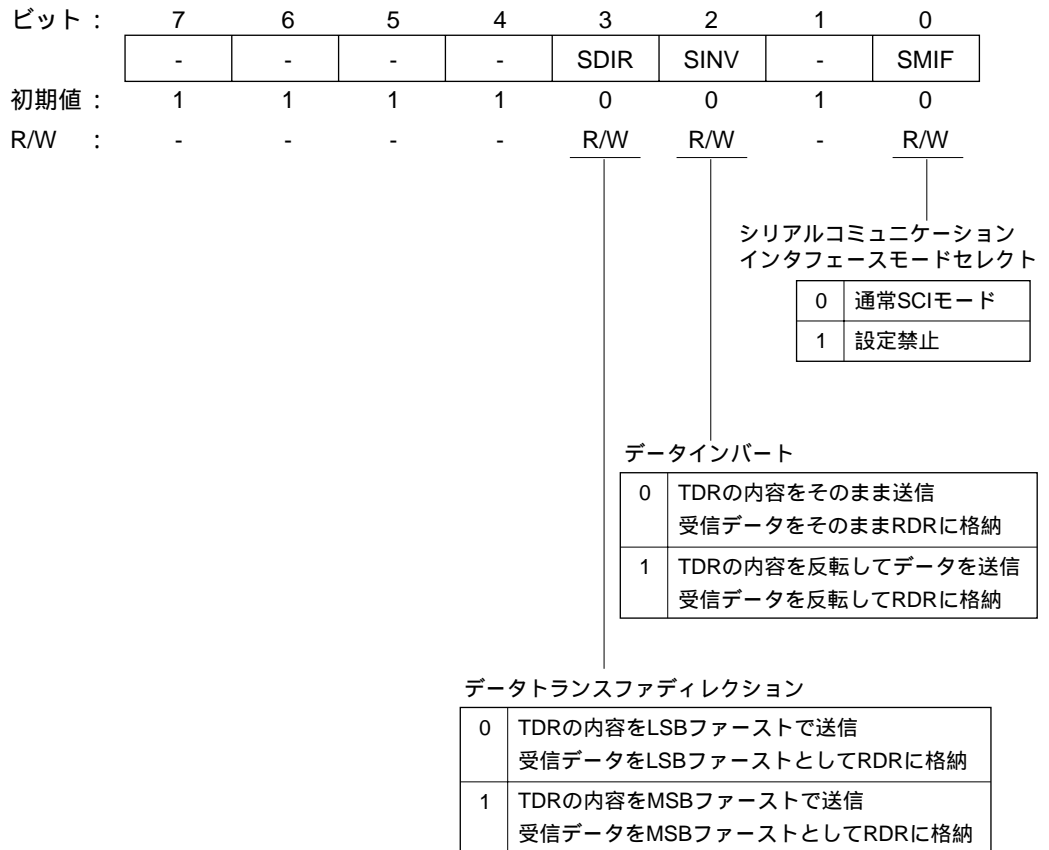 ビット： 7 6 5 4 3 2 1 0
- - - - SDIR SINV - SMIF
初期値： 1 1 1 1 0 0 1 0
R/W ： - - - - R/W R/W - R/W
シリアルコミュニケーション
インタフェースモードセレクト
0 通常SCIモード
1 設定禁止
データインバート
0 TDRの内容をそのまま送信
受信データをそのままRDRに格納
1 TDRの内容を反転してデータを送信
受信データを反転してRDRに格納
データトランスファディレクション
0 TDRの内容をLSBファーストで送信
受信データをLSBファーストとしてRDRに格納
1 TDRの内容をMSBファーストで送信
受信データをMSBファーストとしてRDRに格納